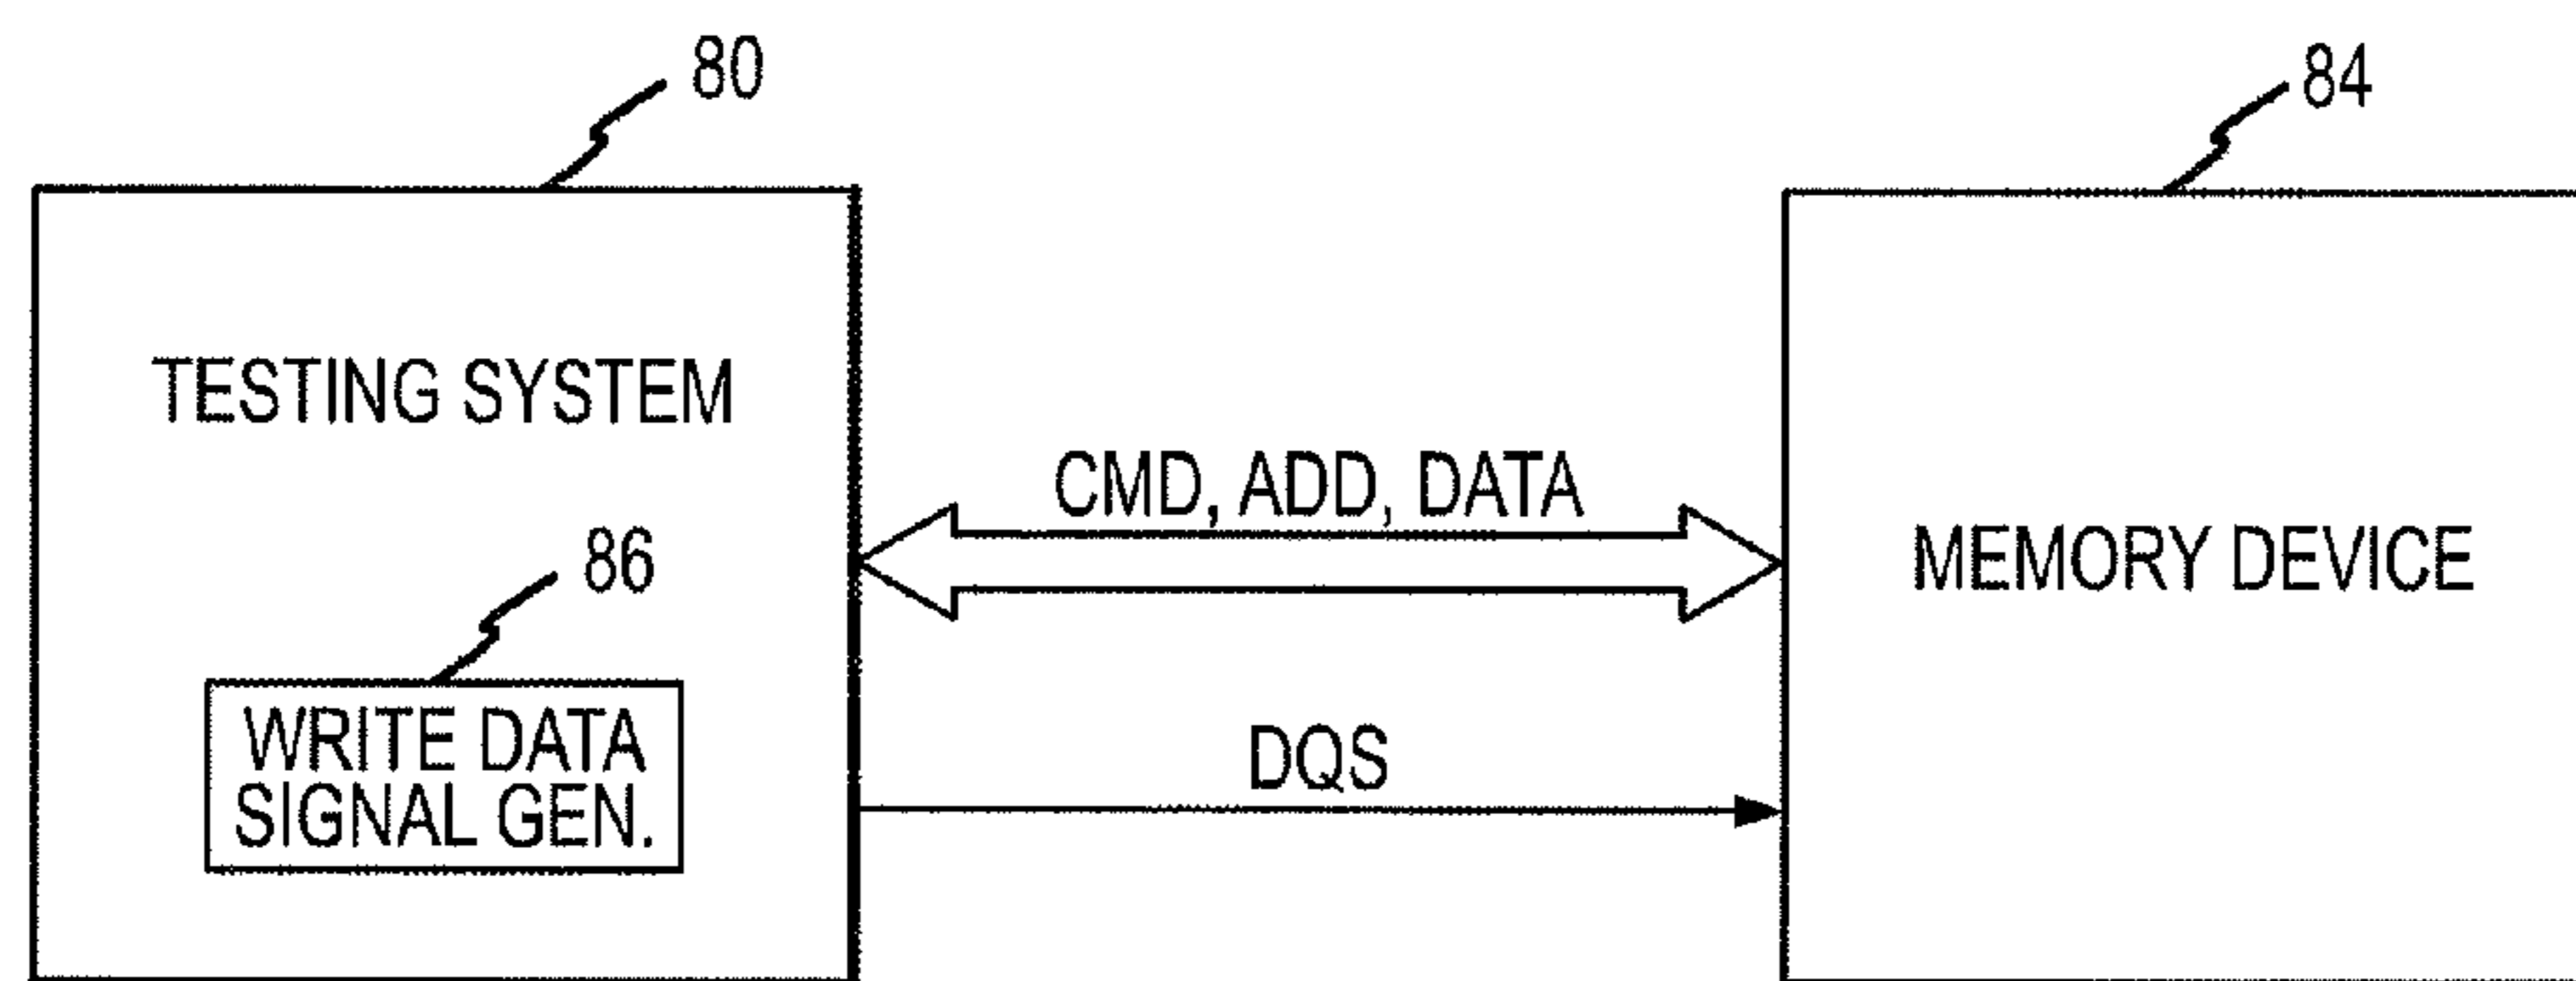 80
84
TESTING SYSTEM
CMD, ADD, DATA
86
MEMORY DEVICE
WRITE DATA
SIGNAL GEN.
DQS